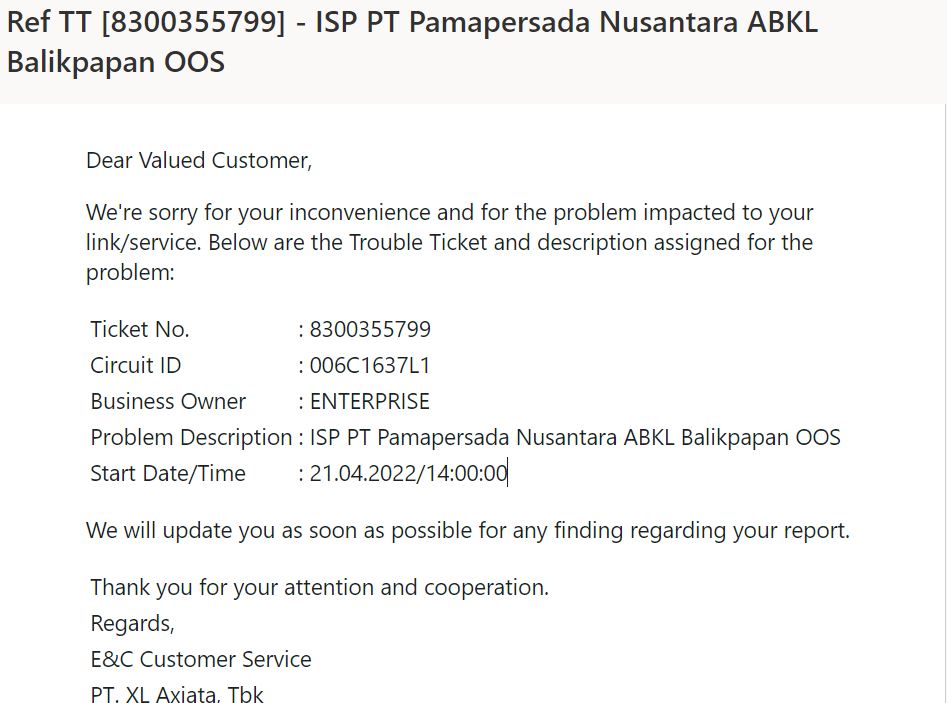 Ref TT [8300355799] - ISP PT Pamapersada Nusantara ABKL
Balikpapan OOS
Dear Valued Customer,
We're sorry for your inconvenience and for the problem impacted to your
link/service. Below are the Trouble Ticket and description assigned for the
problem:
Ticket No. : 8300355799
Circuit ID : 006C1637L1
Business Owner : ENTERPRISE
Problem Description : ISP PT Pamapersada Nusantara ABKL Balikpapan OOS
Start Date/Time : 21.04.2022/14:00:00
We will update you as soon as possible for any finding regarding your report.
Thank you for your attention and cooperation.
Regards,
E&C Customer Service
PT. XL Axiata, Tbk